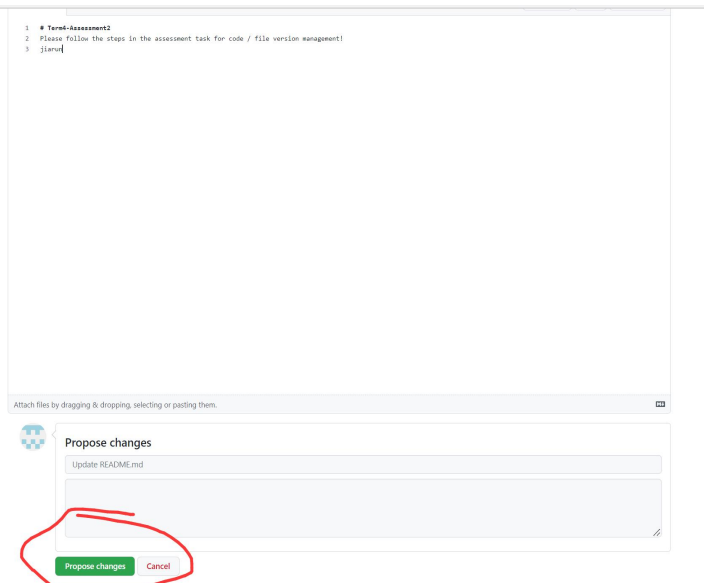 1 # Term4-Assessment2
2 Please follow the steps in the assessment task for code / file version management!
3 jiarun
Attach files by dragging & dropping, selecting or pasting them.
Propose changes
Update README.md
Propose changes Cancel